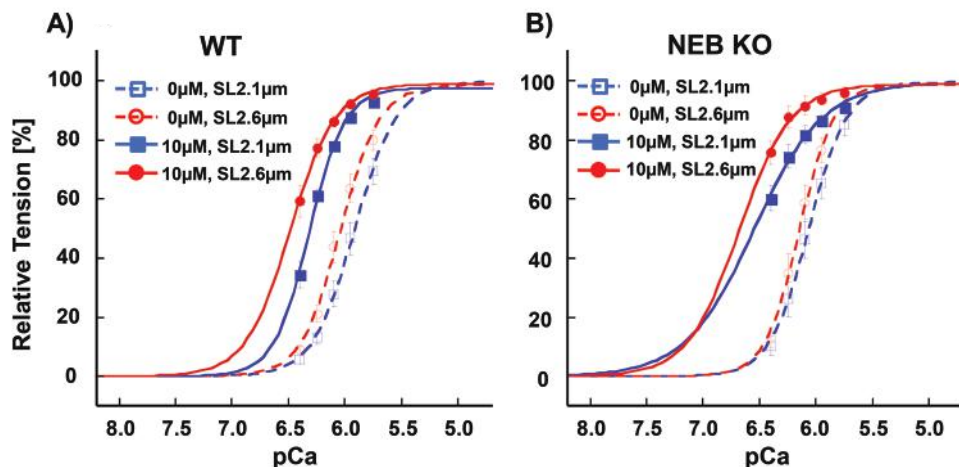 A)
WT
0µM, SL2.1µm
0µM, SL2.6µm
10µM, SL2.1µm
10µM, SL2.6µm
Relative Tension [%]
100
80
60
40
20
0
8.0 7.5 7.0 6.5 6.0 5.5 5.0
pCa
B)
NEB KO
0µM, SL2.1µm
0µM, SL2.6µm
10µM, SL2.1µm
10µM, SL2.6µm
100
80
60
40
20
0
8.0 7.5 7.0 6.5 6.0 5.5 5.0
pCa